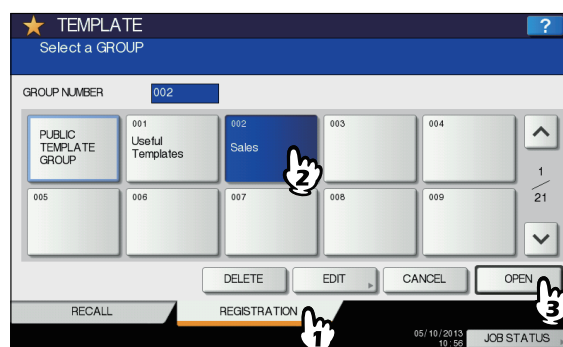 TEMPLATE
?
Select a GROUP
GROUP NUMBER 002
PUBLIC
TEMPLATE
GROUP
001
Useful
Templates
002
Sales
003
004
1
21
005
006
007
008
009
DELETE EDIT CANCEL OPEN
RECALL REGISTRATION
1
2
3
05/10/2013
10:56
JOB STATUS